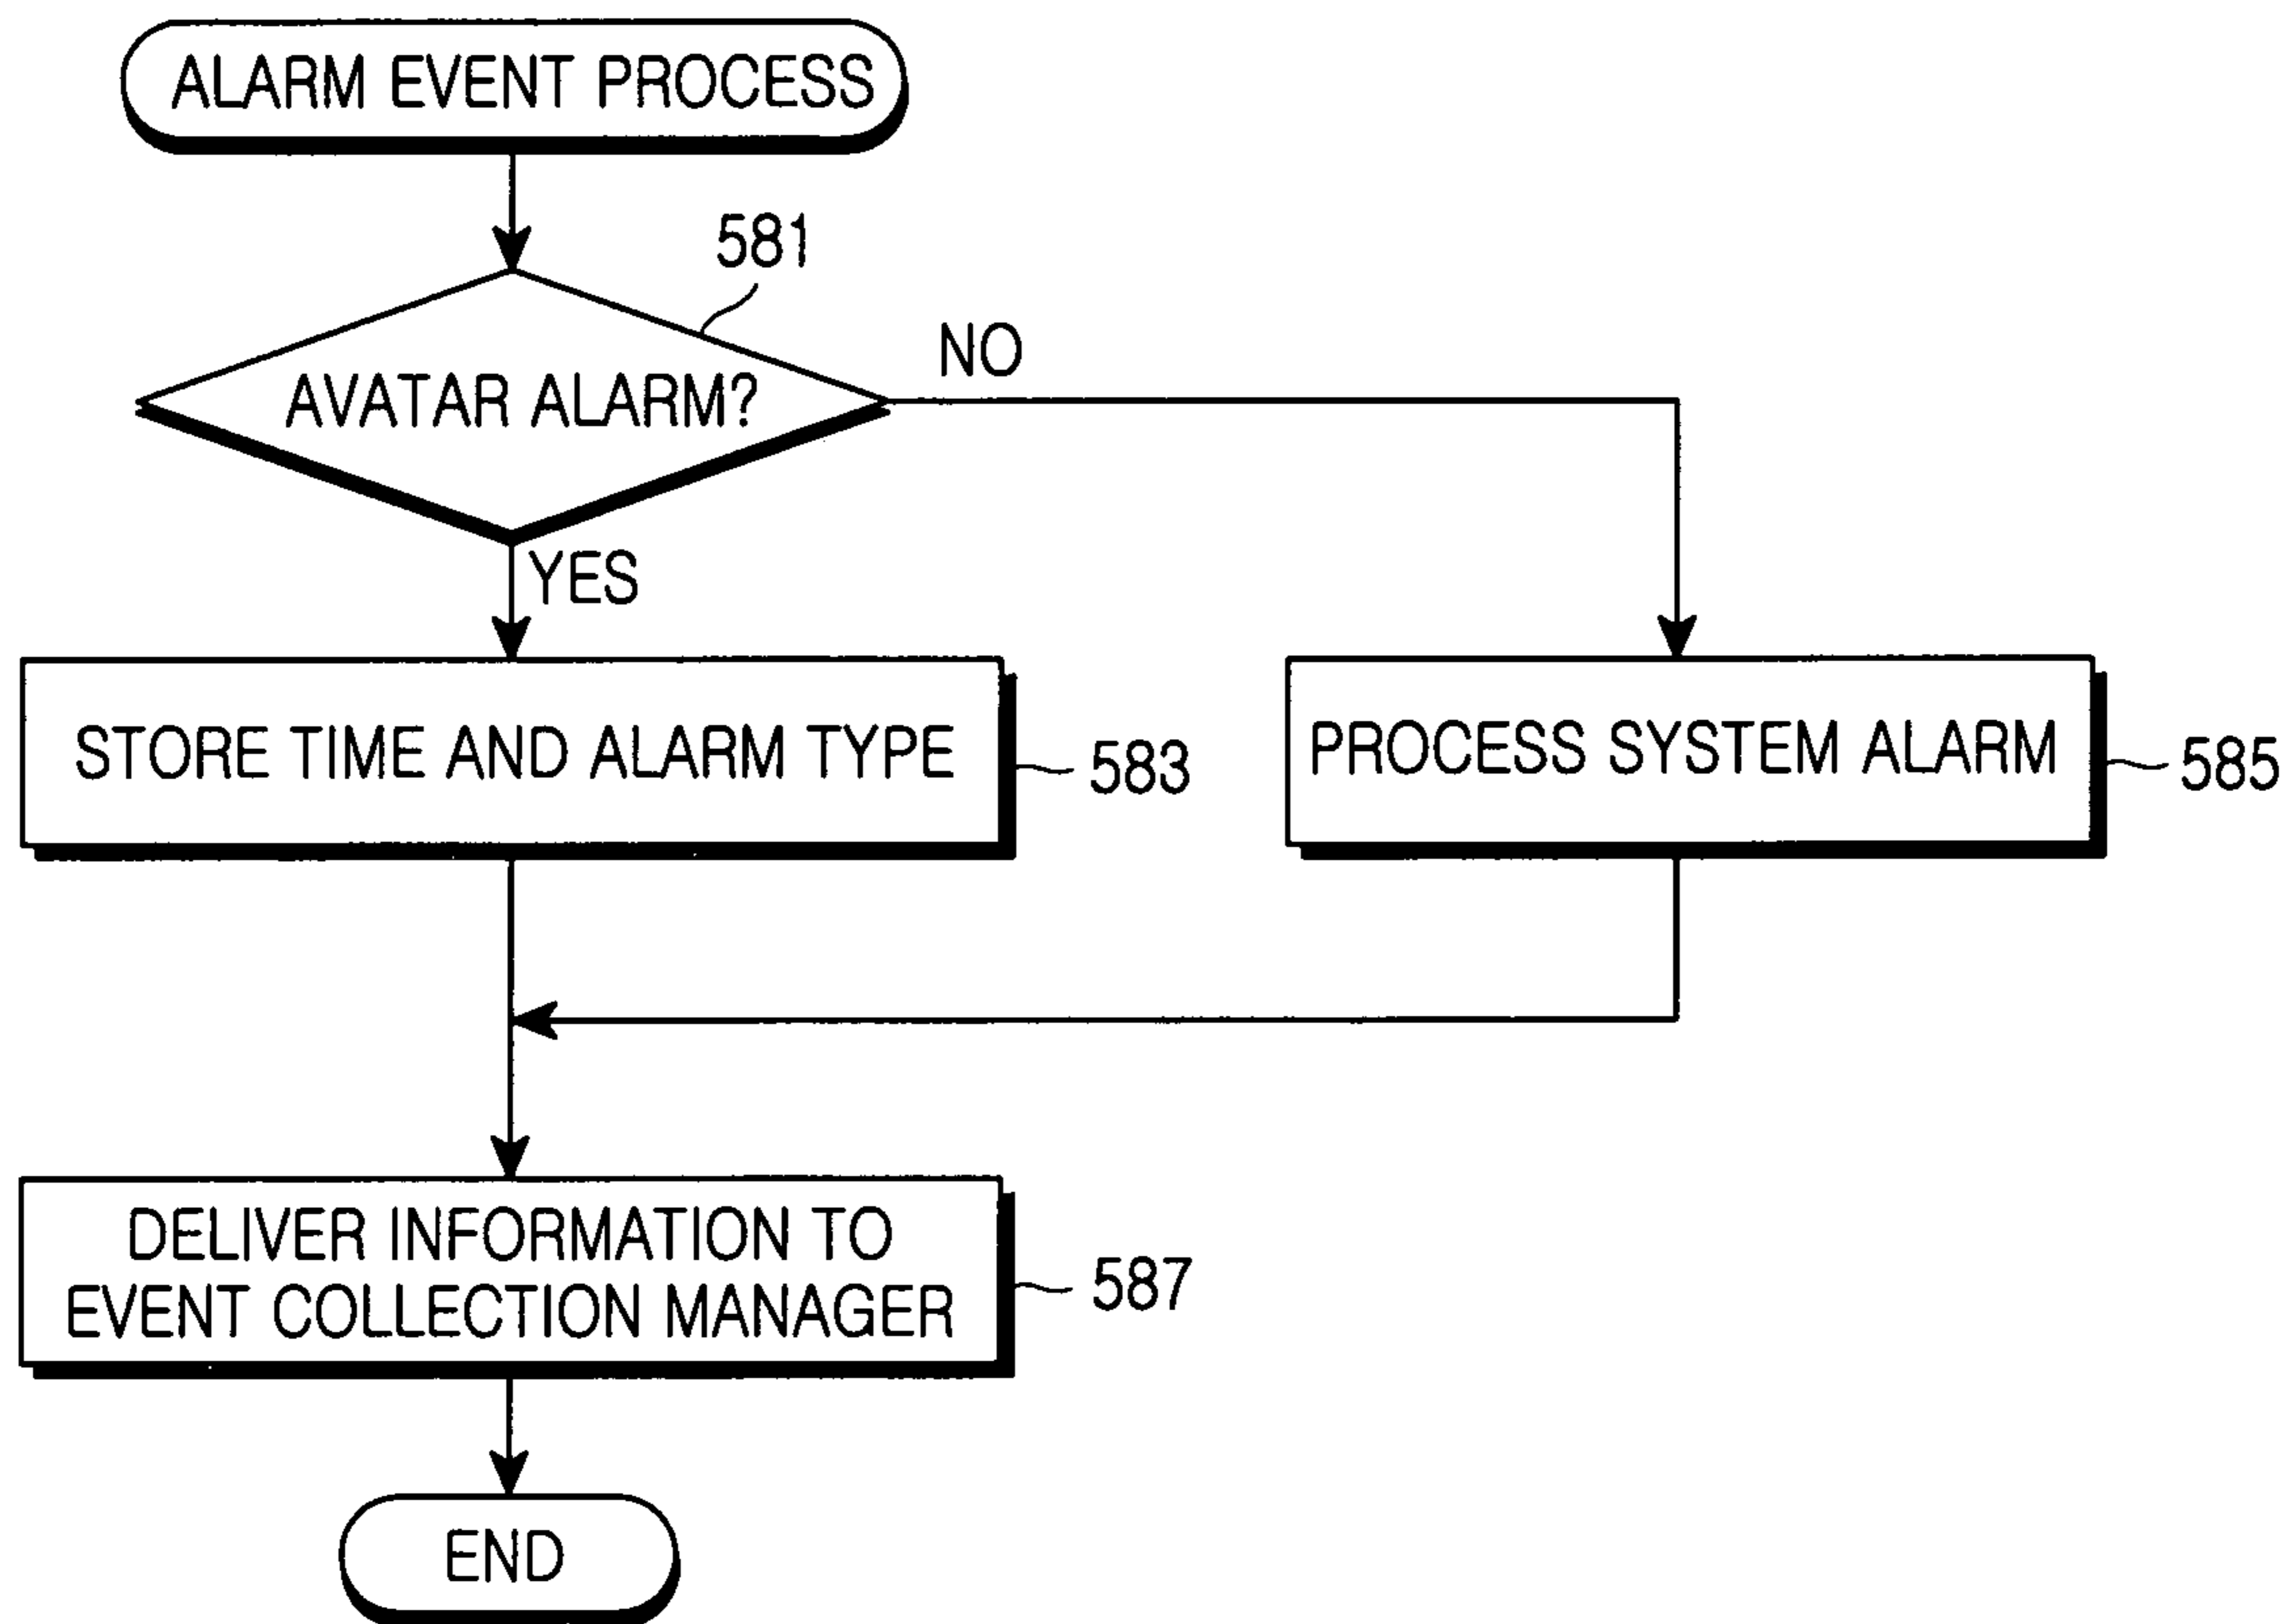 ALARM EVENT PROCESS
581
AVATAR ALARM?
NO
YES
STORE TIME AND ALARM TYPE
583
PROCESS SYSTEM ALARM
585
DELIVER INFORMATION TO
EVENT COLLECTION MANAGER
587
END